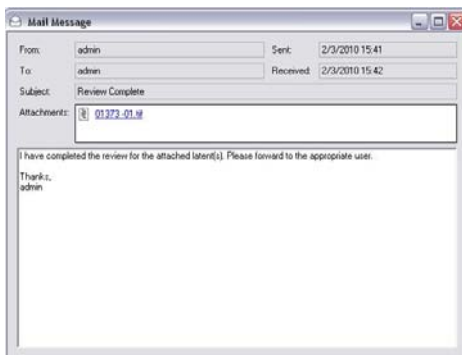 Mail Message
From: admin Sent: 2/3/2010 15:41
To: admin Received: 2/3/2010 15:42
Subject: Review Complete
Attachments: 01373-01.tif
I have completed the review for the attached latent(s). Please forward to the appropriate user.
Thanks,
admin